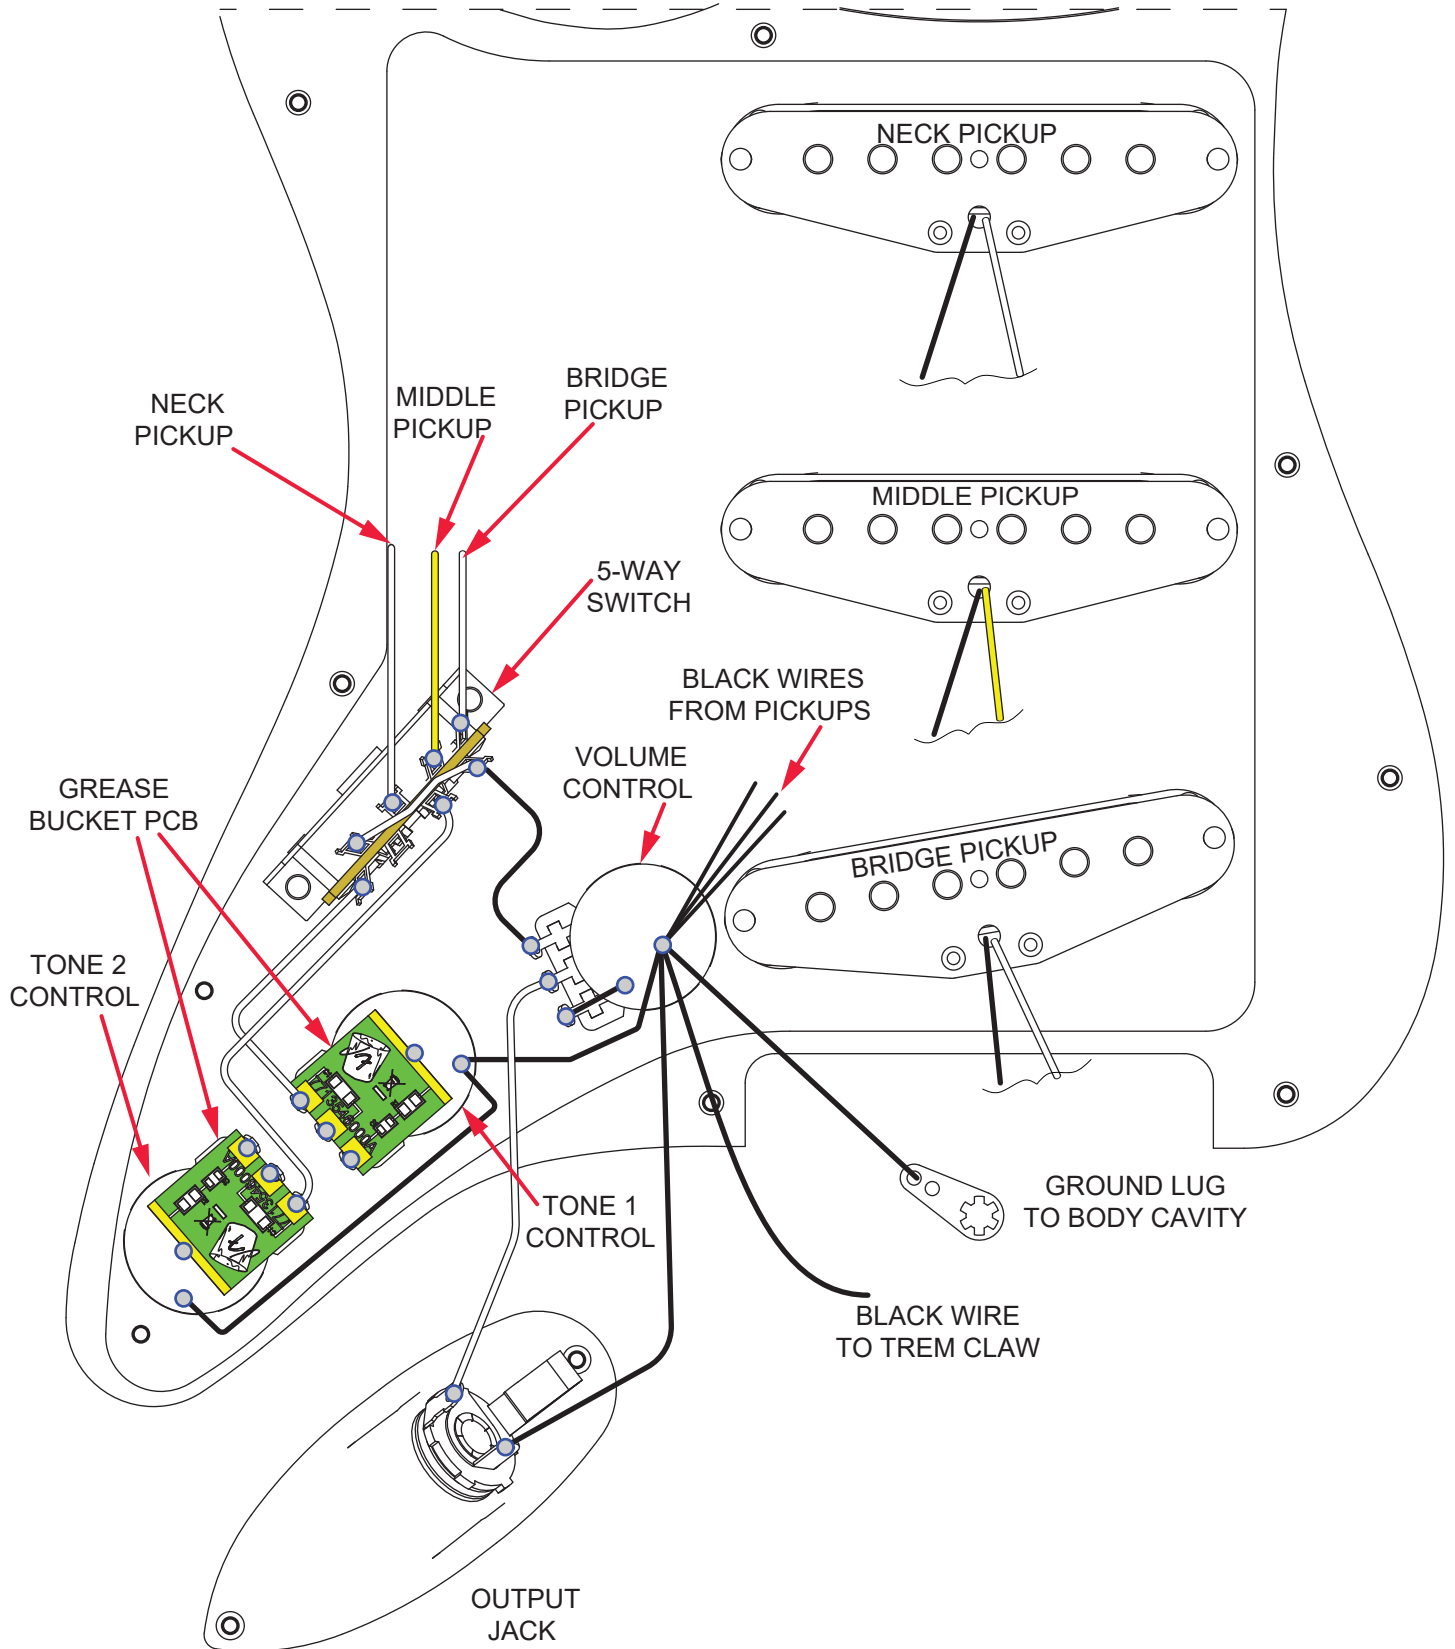 NECK PICKUP
NECK
PICKUP
MIDDLE
PICKUP
BRIDGE
PICKUP
MIDDLE PICKUP
5-WAY
SWITCH
BLACK WIRES
FROM PICKUPS
VOLUME
CONTROL
GREASE
BUCKET PCB
BRIDGE PICKUP
TONE 2
CONTROL
TONE 1
CONTROL
GROUND LUG
TO BODY CAVITY
BLACK WIRE
TO TREM CLAW
OUTPUT
JACK